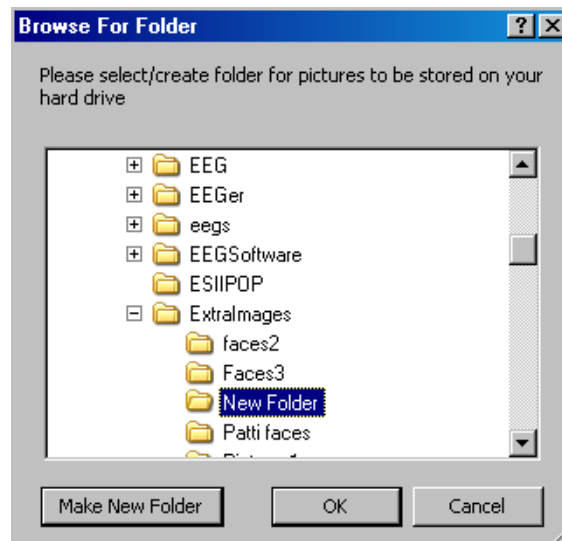 Browse For Folder
Please select/create folder for pictures to be stored on your
hard drive
EEG
EEGer
eegs
EEGSoftware
ESIIPOP
ExtraImages
faces2
Faces3
New Folder
Patti faces
Make New Folder OK Cancel